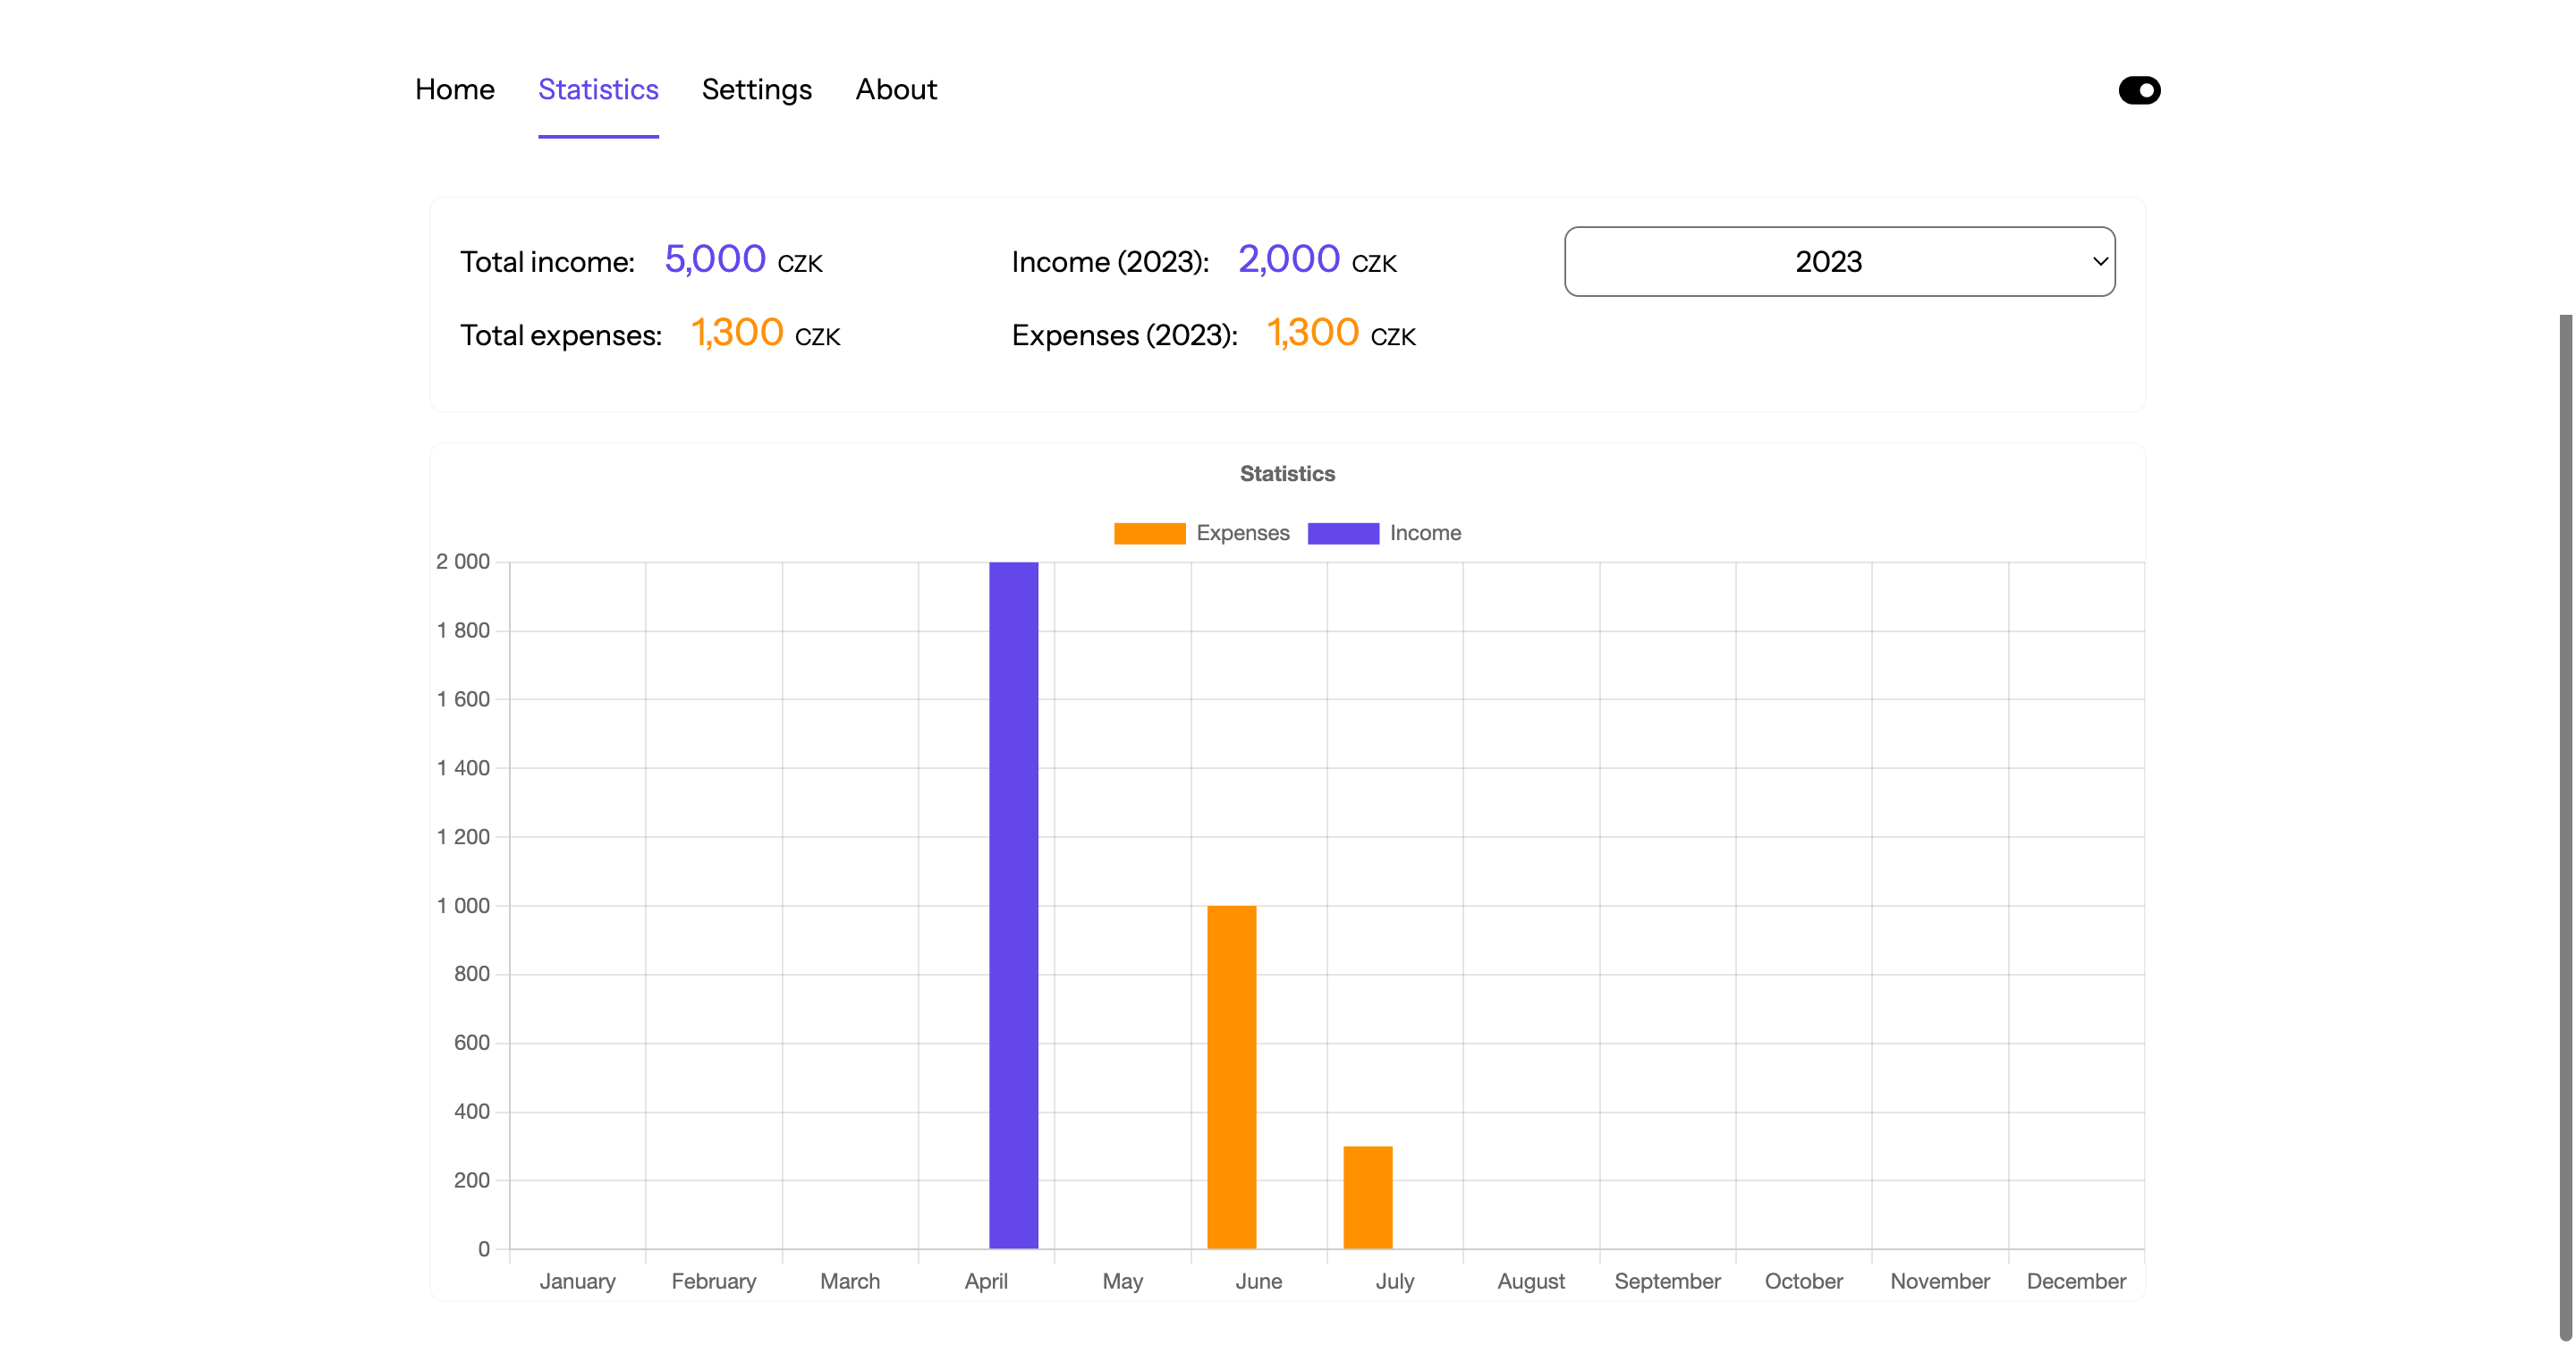 Home Statistics Settings About
Total income: 5,000 CZK Income (2023): 2,000 CZK 2023
Total expenses: 1,300 CZK Expenses (2023): 1,300 CZK
Statistics
Expenses Income
2 000
1 800
1 600
1 400
1 200
1 000
800
600
400
200
0
January February March April May June July August September October November December